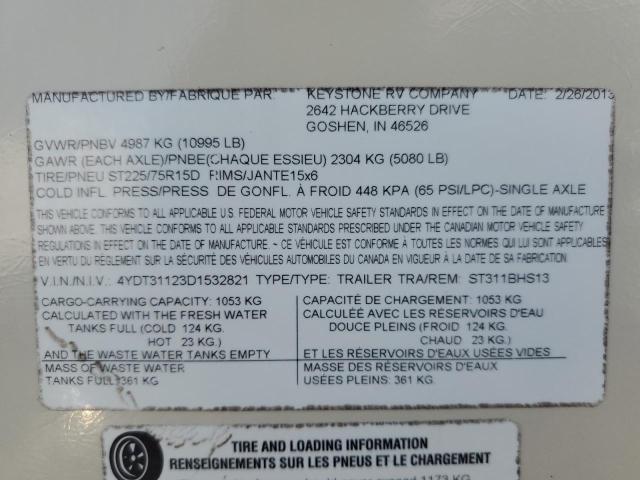 MANUFACTURED BY/FABRIQUE PAR: KEYSTONE RV COMPANY DATE: 2/26/2013
2642 HACKBERRY DRIVE
GOSHEN, IN 46526
GVWR/PNBV 4987 KG (10995 LB)
GAWR (EACH AXLE)/PNBE(CHAQUE ESSIEU) 2304 KG (5080 LB)
TIRE/PNEU ST225/75R15D RIMS/JANTE15x6
COLD INFL. PRESS/PRESS. DE GONFL. À FROID 448 KPA (65 PSI/LPC)-SINGLE AXLE
THIS VEHICLE CONFORMS TO ALL APPLICABLE U.S. FEDERAL MOTOR VEHICLE SAFETY STANDARDS IN EFFECT ON THE DATE OF MANUFACTURE
SHOWN ABOVE. THIS VEHICLE CONFORMS TO ALL APPLICABLE STANDARDS PRESCRIBED UNDER THE CANADIAN MOTOR VEHICLE SAFETY
REGULATIONS IN EFFECT ON THE DATE OF MANUFACTURE. ~ CE VÉHICULE EST CONFORME À TOUTES LES NORMES QUI LUI SONT APPLICABLES
EN VERTU DU RÈGLEMENT SUR LA SÉCURITÉ DES VÉHICULES AUTOMOBILES DU CANADA EN VIGUEUR À LA DATE DE SA FABRICATION
V.I.N./N.I.V.: 4YDT31123D1532821 TYPE/TYPE: TRAILER TRA/REM: ST311BHS13
CARGO-CARRYING CAPACITY: 1053 KG
CALCULATED WITH THE FRESH WATER
TANKS FULL (COLD 124 KG.
HOT 23 KG.)
AND THE WASTE WATER TANKS EMPTY
MASS OF WASTE WATER
TANKS FULL: 361 KG.
CAPACITÉ DE CHARGEMENT: 1053 KG
CALCULÉE AVEC LES RÉSERVOIRS D'EAU
DOUCE PLEINS (FROID 124 KG.
CHAUD 23 KG.)
ET LES RÉSERVOIRS D'EAUX USÉES VIDES
MASSE DES RÉSERVOIRS D'EAUX
USÉES PLEINS: 361 KG.
TIRE AND LOADING INFORMATION
RENSEIGNEMENTS SUR LES PNEUS ET LE CHARGEMENT
exceed 1173 KG